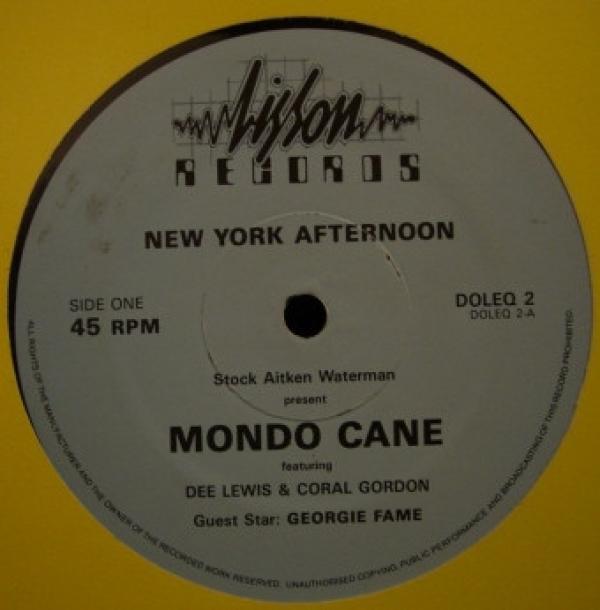 Lisson
RECORDS
NEW YORK AFTERNOON
SIDE ONE
45 RPM
DOLEQ 2
DOLEQ 2-A
Stock Aitken Waterman
present
MONDO CANE
featuring
DEE LEWIS & CORAL GORDON
Guest Star: GEORGIE FAME
ALL RIGHTS OF THE MANUFACTURER AND THE OWNER OF THE RECORDED WORK RESERVED. UNAUTHORISED COPYING, PUBLIC PERFORMANCE AND BROADCASTING OF THIS RECORD PROHIBITED.